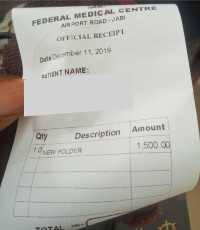 FEDERAL MEDICAL CENTRE
AIRPORT ROAD - JABI
OFFICIAL RECEIPT
Date December 11, 2019
PATIENT NAME:
Qty Description Amount
1.0 NEW FOLDER 1,500.00
TOTAL